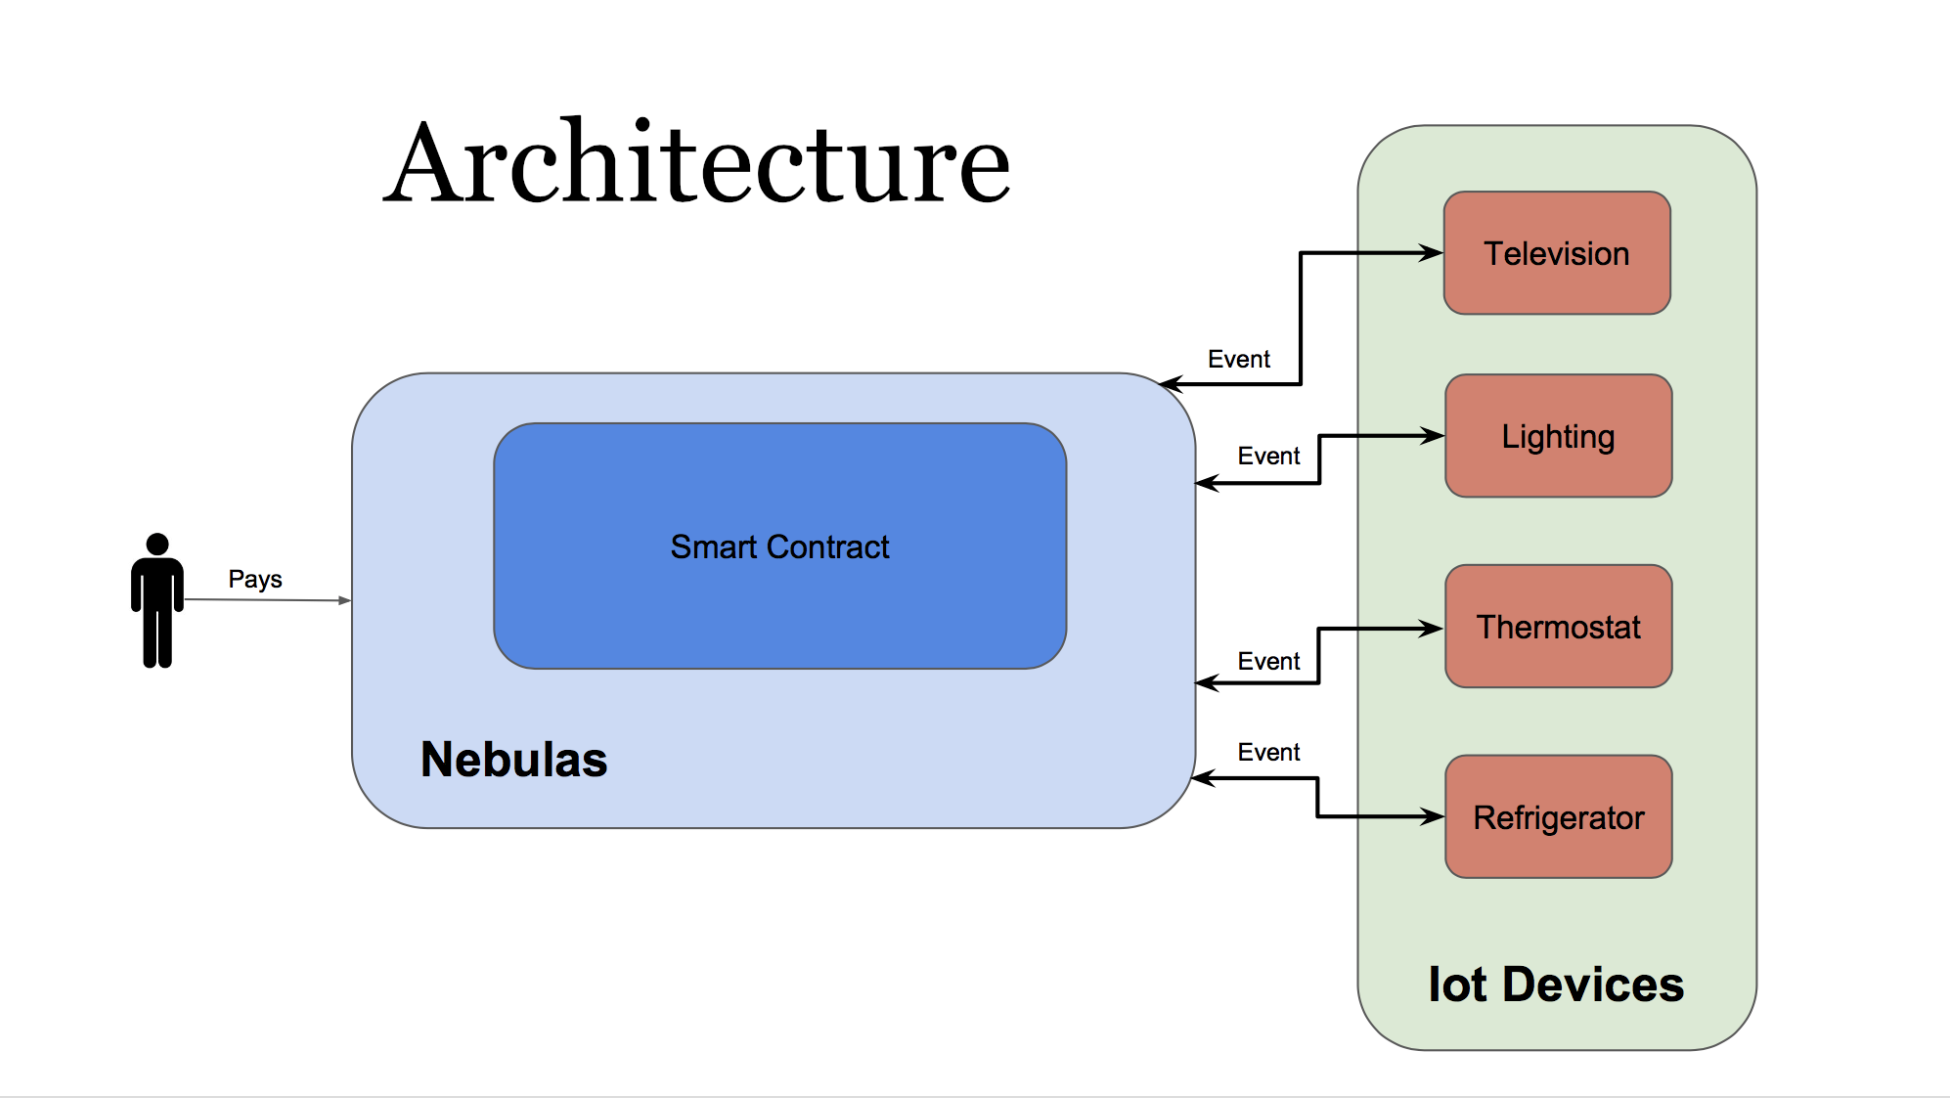 Architecture
Television
Event
Lighting
Event
Smart Contract
Pays
Thermostat
Event
Nebulas
Event
Refrigerator
Iot Devices